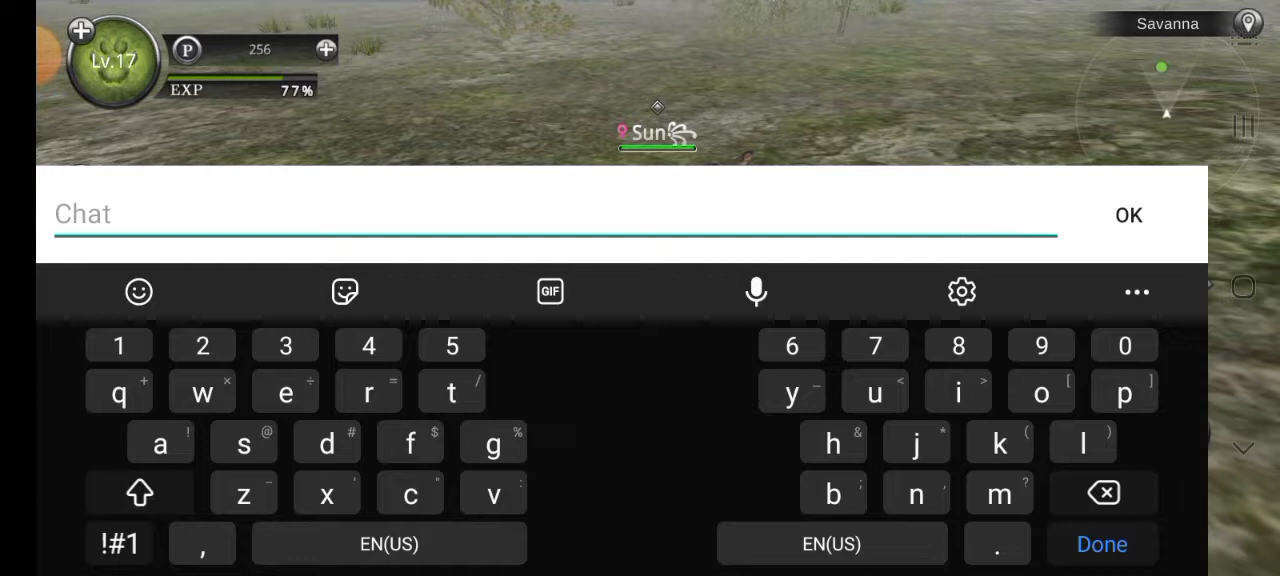 Lv.17
P 256
EXP 77%
Savanna
Sun
Chat
OK
GIF
1 2 3 4 5 6 7 8 9 0
q + w × e ÷ r = t / y _ u < i > o [ p ]
a ! s @ d # f $ g % h & j * k ( l )
z - x ' c " v : b ; n , m ?
!#1 , EN(US) EN(US) . Done